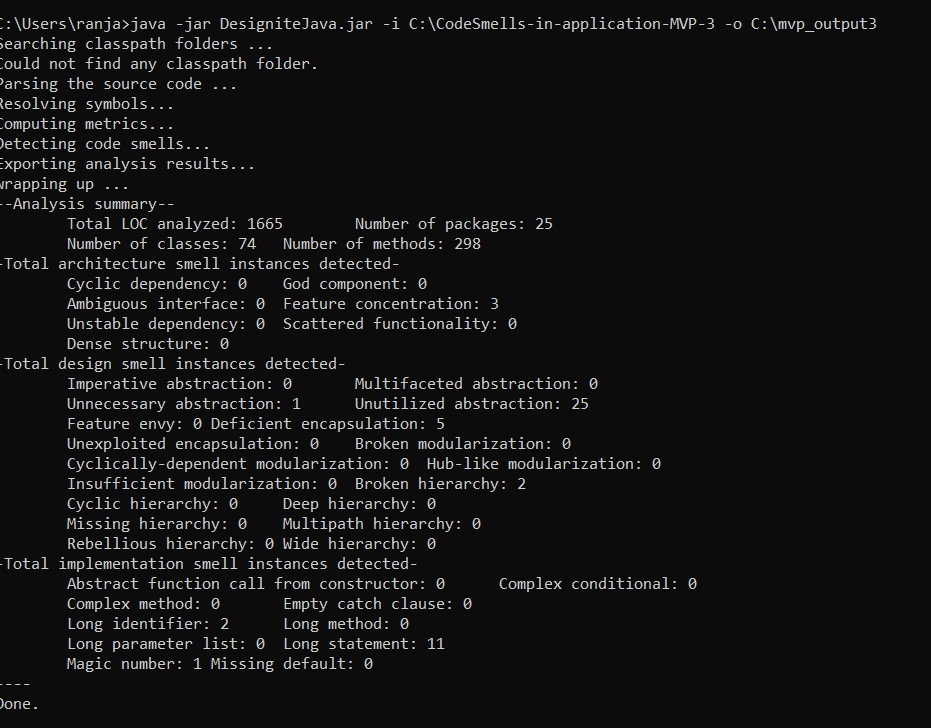 C:\Users\ranja>java -jar DesigniteJava.jar -i C:\CodeSmells-in-application-MVP-3 -o C:\mvp_output3
Searching classpath folders ...
Could not find any classpath folder.
Parsing the source code ...
Resolving symbols...
Computing metrics...
Detecting code smells...
Exporting analysis results...
wrapping up ...
--Analysis summary--
Total LOC analyzed: 1665 Number of packages: 25
Number of classes: 74 Number of methods: 298
-Total architecture smell instances detected-
Cyclic dependency: 0 God component: 0
Ambiguous interface: 0 Feature concentration: 3
Unstable dependency: 0 Scattered functionality: 0
Dense structure: 0
-Total design smell instances detected-
Imperative abstraction: 0 Multifaceted abstraction: 0
Unnecessary abstraction: 1 Unutilized abstraction: 25
Feature envy: 0 Deficient encapsulation: 5
Unexploited encapsulation: 0 Broken modularization: 0
Cyclically-dependent modularization: 0 Hub-like modularization: 0
Insufficient modularization: 0 Broken hierarchy: 2
Cyclic hierarchy: 0 Deep hierarchy: 0
Missing hierarchy: 0 Multipath hierarchy: 0
Rebellious hierarchy: 0 Wide hierarchy: 0
-Total implementation smell instances detected-
Abstract function call from constructor: 0 Complex conditional: 0
Complex method: 0 Empty catch clause: 0
Long identifier: 2 Long method: 0
Long parameter list: 0 Long statement: 11
Magic number: 1 Missing default: 0
----
Done.